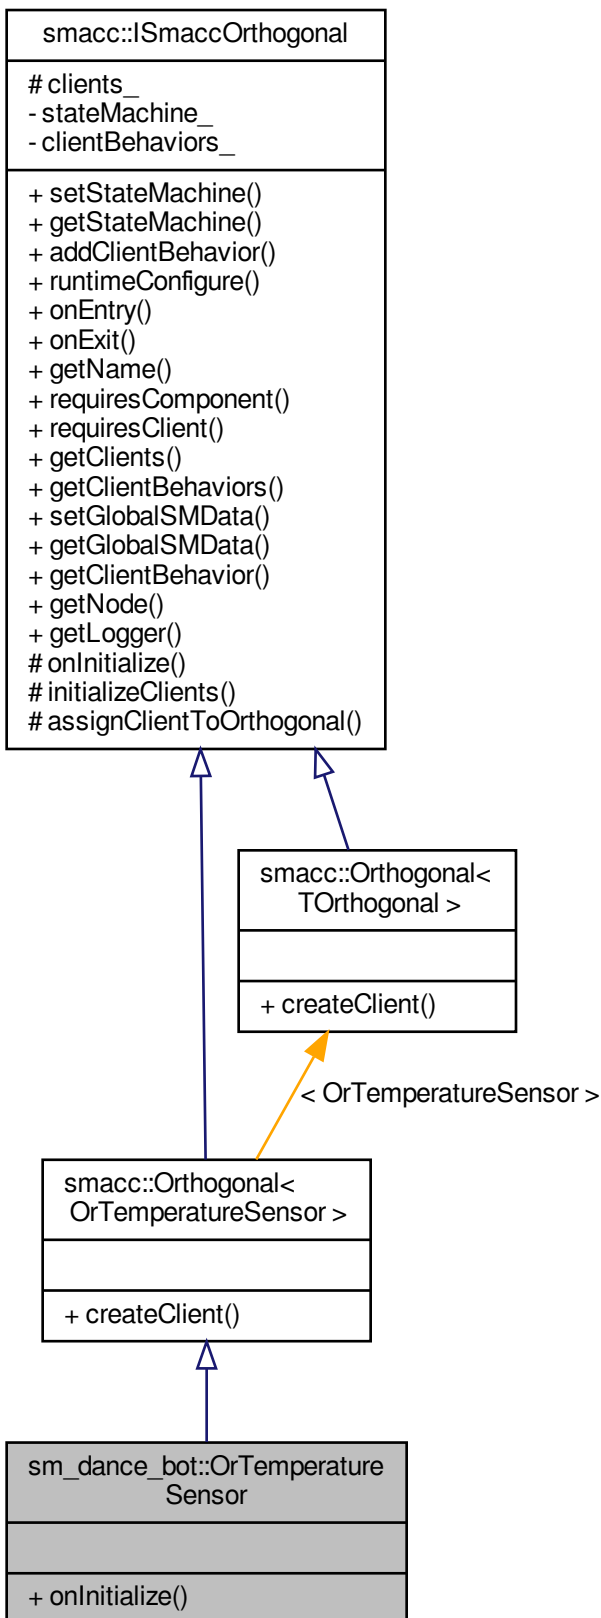 smacc::ISmaccOrthogonal
# clients_
- stateMachine_
- clientBehaviors_
+ setStateMachine()
+ getStateMachine()
+ addClientBehavior()
+ runtimeConfigure()
+ onEntry()
+ onExit()
+ getName()
+ requiresComponent()
+ requiresClient()
+ getClients()
+ getClientBehaviors()
+ setGlobalSMData()
+ getGlobalSMData()
+ getClientBehavior()
+ getNode()
+ getLogger()
# onInitialize()
# initializeClients()
# assignClientToOrthogonal()
smacc::Orthogonal<
TOrthogonal >
+ createClient()
< OrTemperatureSensor >
smacc::Orthogonal<
OrTemperatureSensor >
+ createClient()
sm_dance_bot::OrTemperature
Sensor
+ onInitialize()